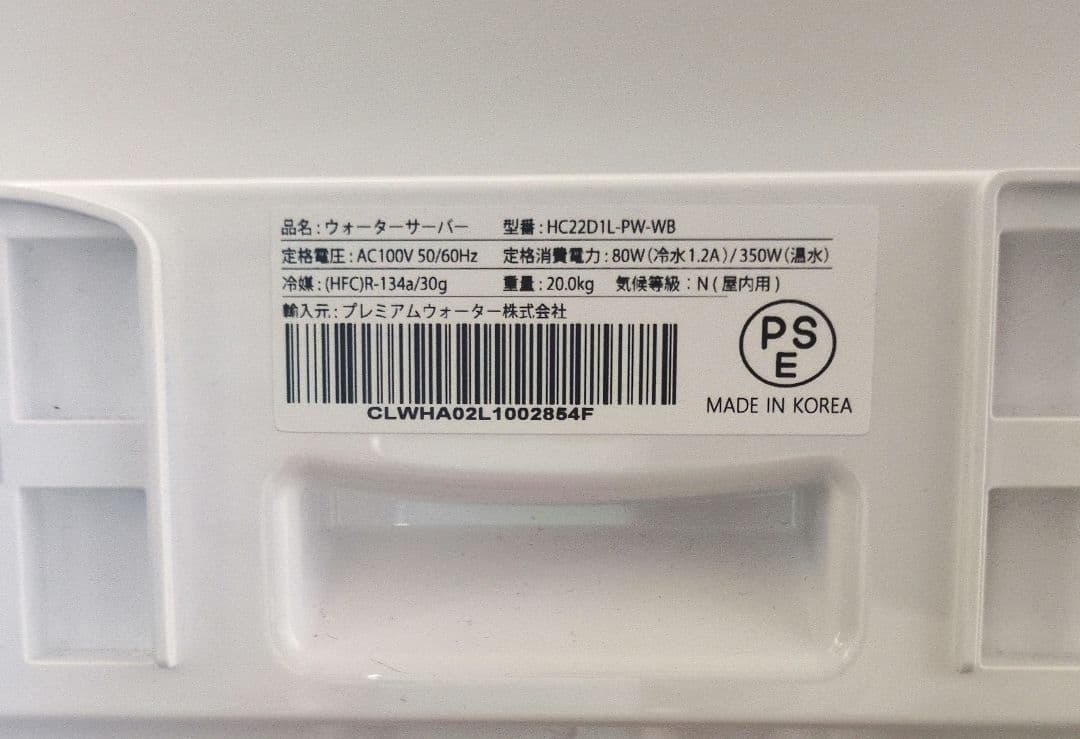 品名：ウォーターサーバー 型番：HC22D1L-PW-WB
定格電圧：AC100V 50/60Hz 定格消費電力：80W（冷水1.2A）/350W（温水）
冷媒：(HFC)R-134a/30g 重量：20.0kg 気候等級：N（屋内用）
輸入元：プレミアムウォーター株式会社
PS
E
CLWHA02L1002854F
MADE IN KOREA